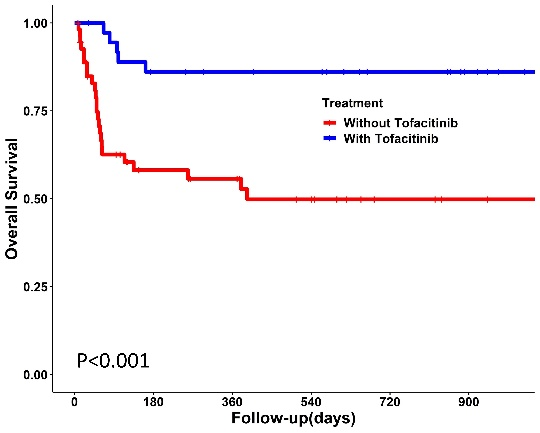 1.00
0.75
0.50
0.25
0.00
Overall Survival
Treatment
Without Tofacitinib
With Tofacitinib
P<0.001
0 180 360 540 720 900
Follow-up(days)